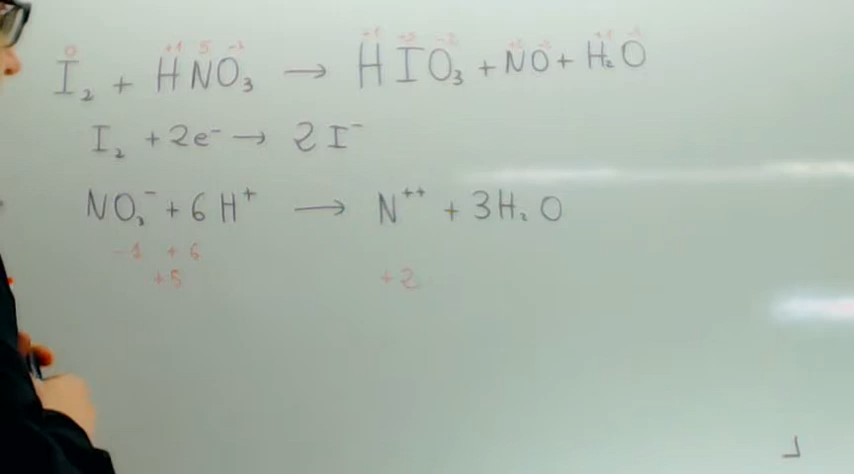 0 +1 5 -2 +1 +5 -2 +2 -2 +1 -2
I₂ + HNO₃ → HIO₃ + NO + H₂O
I₂ + 2e⁻ → 2I⁻
NO₃⁻ + 6H⁺ → N⁺⁺ + 3H₂O
-1 +6
+5 +2